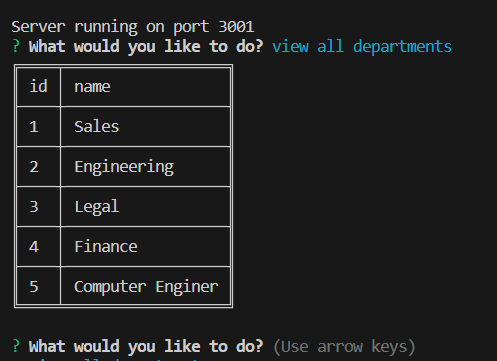 Server running on port 3001
? What would you like to do? view all departments
id name
1 Sales
2 Engineering
3 Legal
4 Finance
5 Computer Enginer
? What would you like to do? (Use arrow keys)